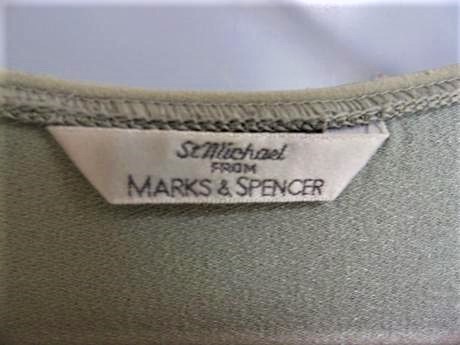 St Michael
FROM
MARKS & SPENCER